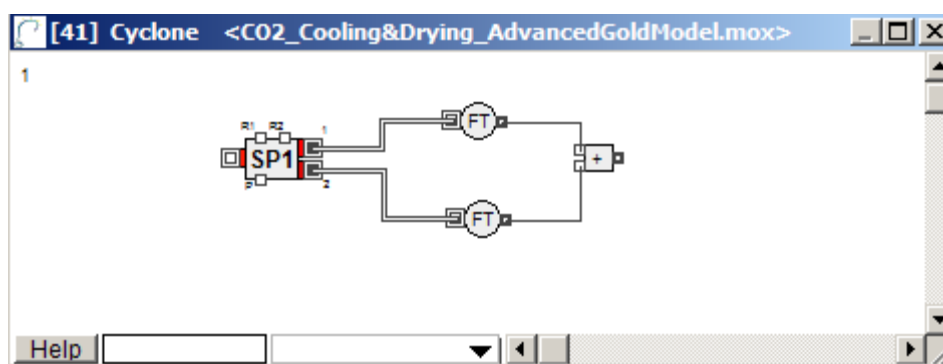 [41] Cyclone <CO2_Cooling&Drying_AdvancedGoldModel.mox>
1
R1 R2 1
SP1
P 2
FT
+
FT
Help